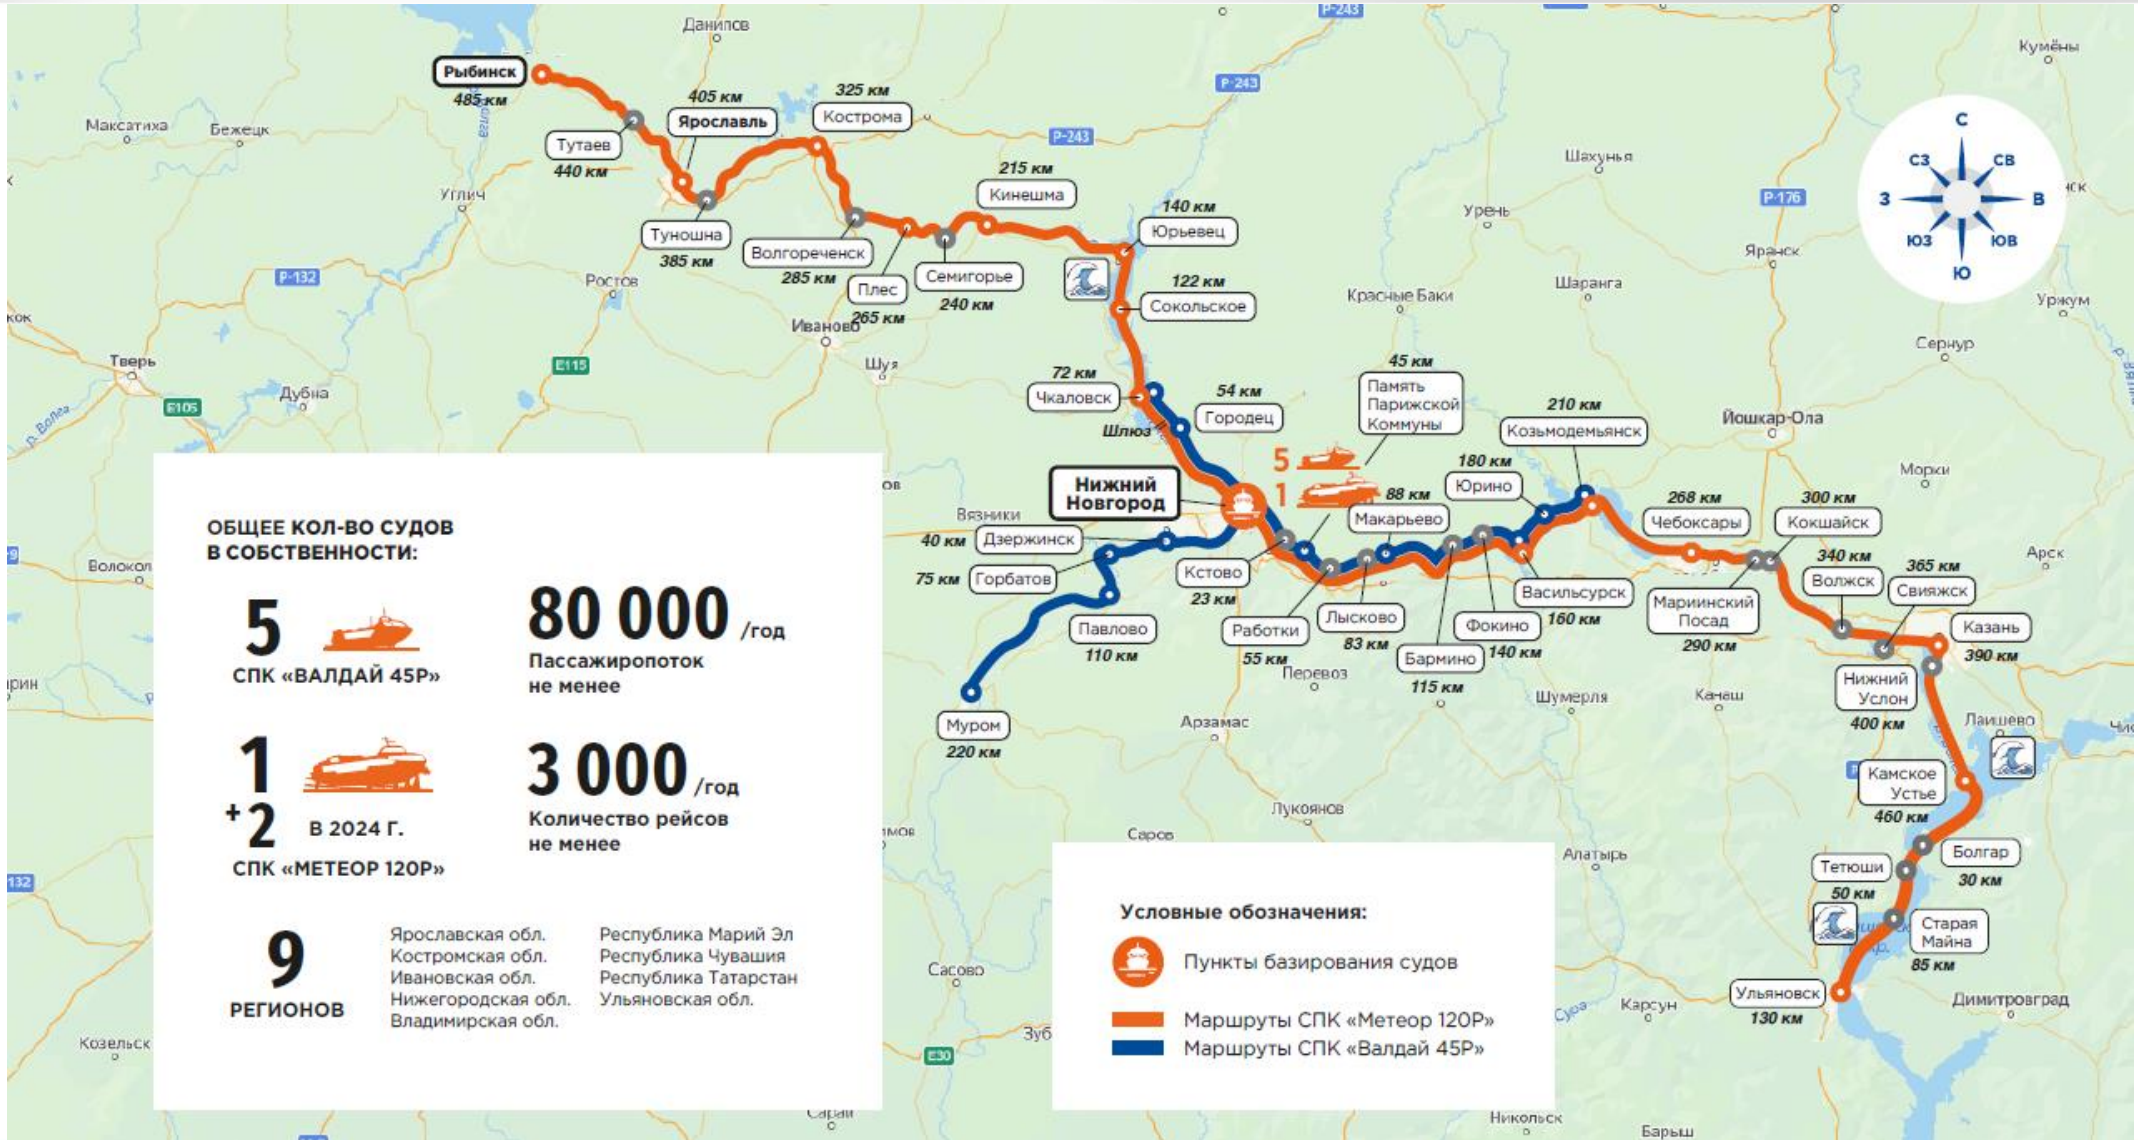 Данилов
Р-243
Кумёны
Рыбинск
485 км
Р-243
405 км
325 км
Ярославль
Кострома
Максатиха
Бежецк
Р-243
Тутаев
440 км
Шахунья
С
СЗ
СВ
З
В
ЮЗ
ЮВ
Ю
215 км
Кинешма
Углич
Р-176
140 км
Юрьевец
Урень
Туношна
385 км
Волгореченск
285 км
Яранск
Р-132
Ростов
Плес
265 км
Семигорье
240 км
122 км
Сокольское
Красные Баки
Шаранга
Уржум
Иваново
Сернур
Тверь
Е115
Шуя
72 км
Чкаловск
45 км
Память
Парижской
Коммуны
Дубна
Е105
р. Волга
54 км
Городец
Шлюз
210 км
Козьмодемьянск
Йошкар-Ола
5
1
180 км
Юрино
Морки
Нижний
Новгород
88 км
Макарьево
268 км
Чебоксары
300 км
Кокшайск
Вязники
40 км
Дзержинск
75 км
Горбатов
Кстово
23 км
340 км
Волжск
365 км
Свияжск
Арск
Васильсурск
160 км
Мариинский
Посад
290 км
Павлово
110 км
Работки
55 км
Лысково
83 км
Фокино
140 км
Казань
390 км
Бармино
115 км
Перевоз
Нижний
Услон
400 км
Муром
220 км
Арзамас
Шумерля
Канаш
Лаишево
Камское
Устье
460 км
Лукоянов
Саров
Алатырь
Болгар
30 км
Тетюши
50 км
Старая
Майна
85 км
Ульяновск
130 км
Сасово
Карсун
Димитровград
Сура
Е30
Козельск
Никольск
Барыш
ОБЩЕЕ КОЛ-ВО СУДОВ
В СОБСТВЕННОСТИ:
5
СПК «ВАЛДАЙ 45Р»
80 000 /год
Пассажиропоток
не менее
1
+2 В 2024 Г.
СПК «МЕТЕОР 120Р»
3 000 /год
Количество рейсов
не менее
9
РЕГИОНОВ
Ярославская обл.
Костромская обл.
Ивановская обл.
Нижегородская обл.
Владимирская обл.
Республика Марий Эл
Республика Чувашия
Республика Татарстан
Ульяновская обл.
Условные обозначения:
Пункты базирования судов
Маршруты СПК «Метеор 120Р»
Маршруты СПК «Валдай 45Р»